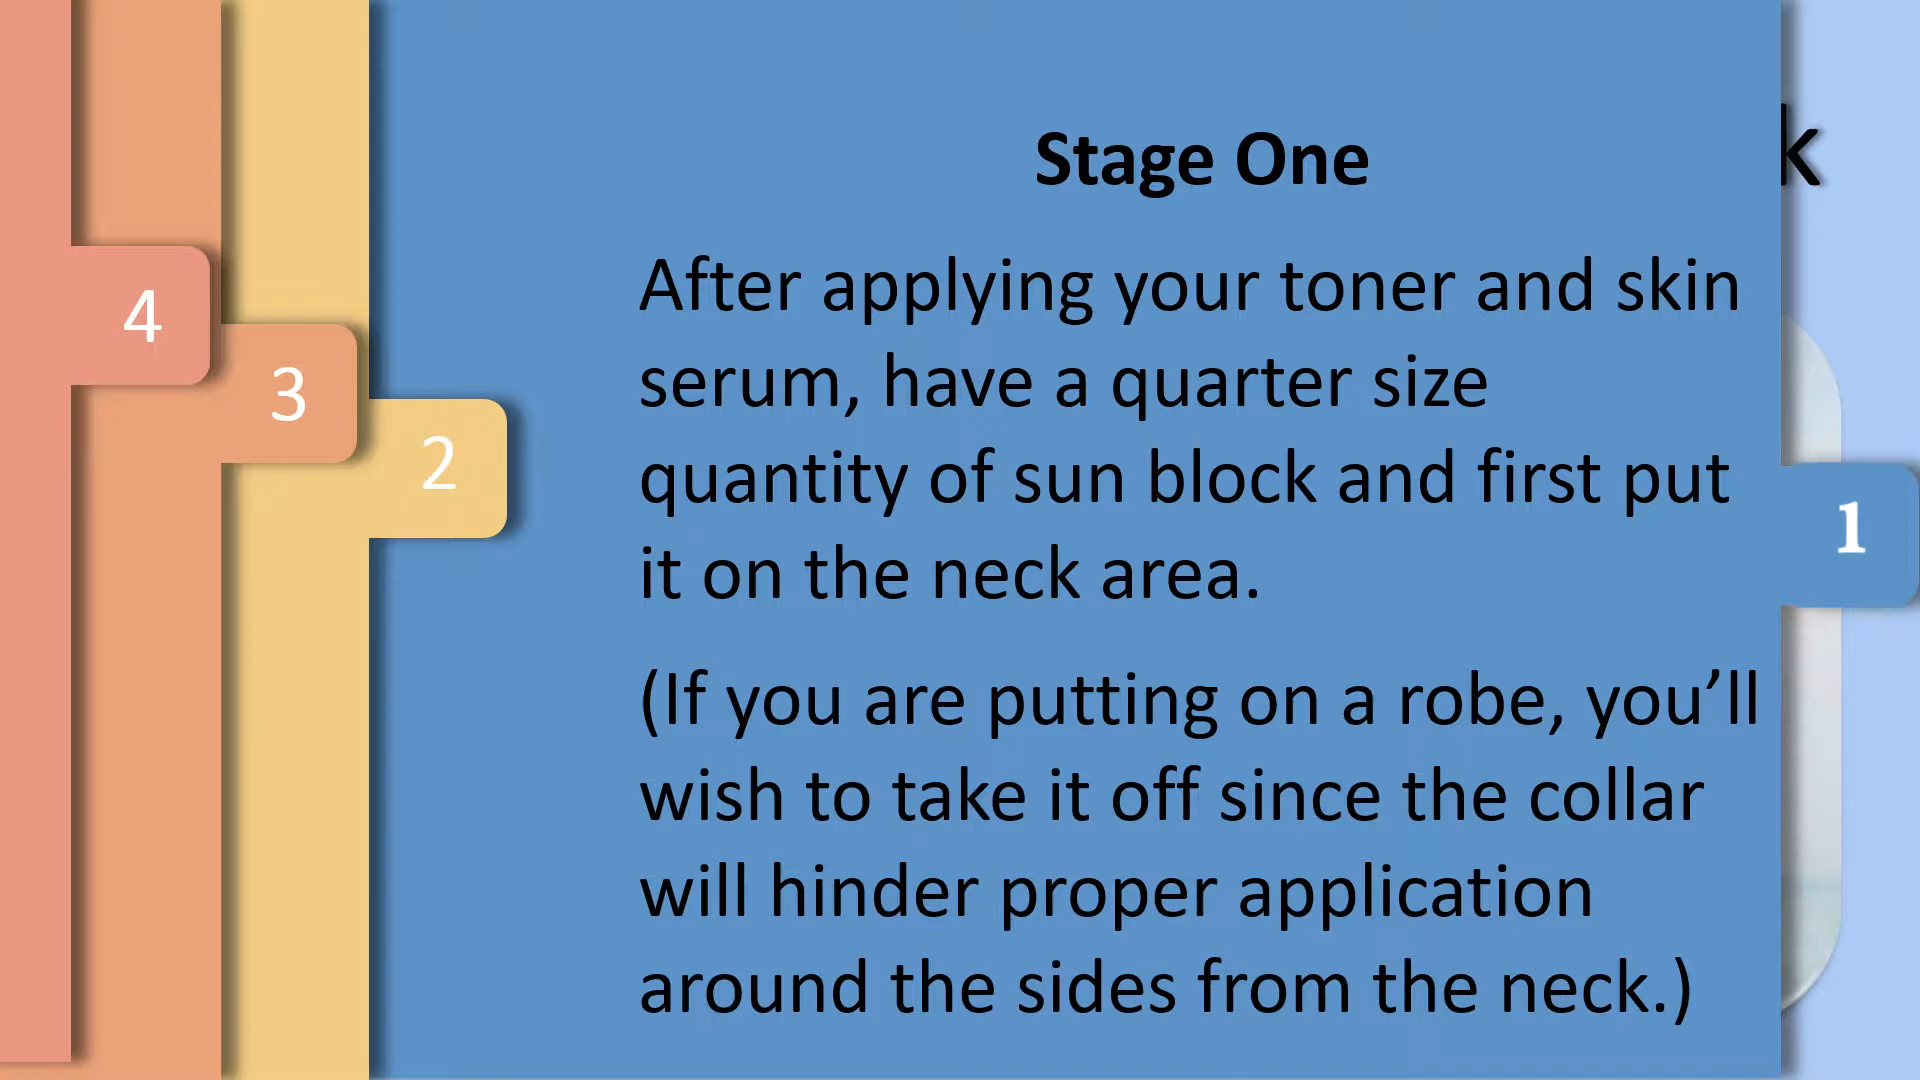 Stage One
After applying your toner and skin
serum, have a quarter size
quantity of sun block and first put
it on the neck area.
(If you are putting on a robe, you’ll
wish to take it off since the collar
will hinder proper application
around the sides from the neck.)
4
3
2
1
k